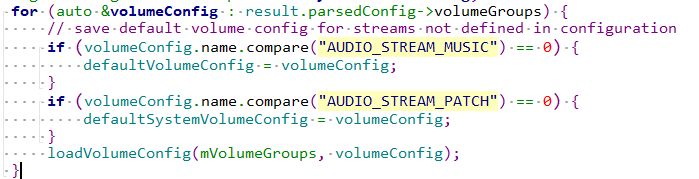 for (auto &volumeConfig : result.parsedConfig->volumeGroups) {
// save default volume config for streams not defined in configuration
if (volumeConfig.name.compare("AUDIO_STREAM_MUSIC") == 0) {
defaultVolumeConfig = volumeConfig;
}
if (volumeConfig.name.compare("AUDIO_STREAM_PATCH") == 0) {
defaultSystemVolumeConfig = volumeConfig;
}
loadVolumeConfig(mVolumeGroups, volumeConfig);
}